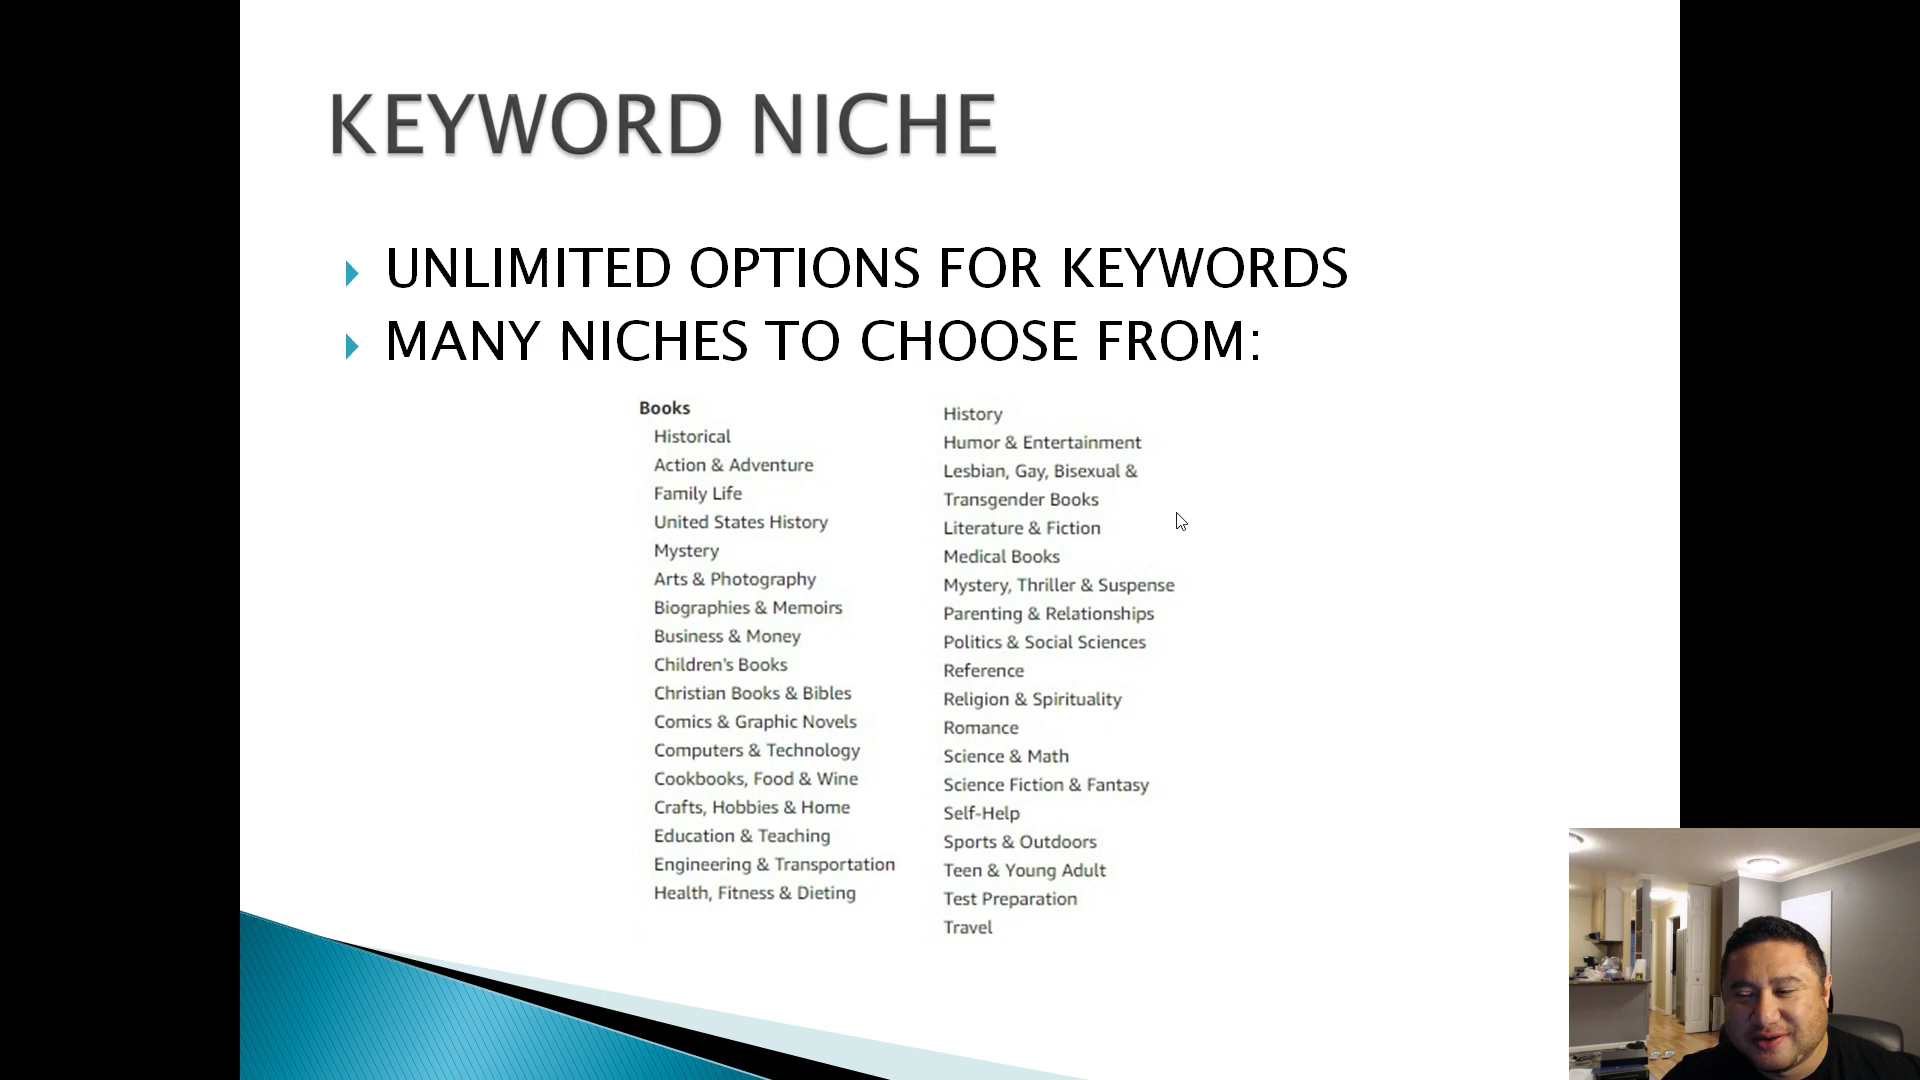 KEYWORD NICHE
UNLIMITED OPTIONS FOR KEYWORDS
MANY NICHES TO CHOOSE FROM:
Books
Historical
Action & Adventure
Family Life
United States History
Mystery
Arts & Photography
Biographies & Memoirs
Business & Money
Children's Books
Christian Books & Bibles
Comics & Graphic Novels
Computers & Technology
Cookbooks, Food & Wine
Crafts, Hobbies & Home
Education & Teaching
Engineering & Transportation
Health, Fitness & Dieting
History
Humor & Entertainment
Lesbian, Gay, Bisexual &
Transgender Books
Literature & Fiction
Medical Books
Mystery, Thriller & Suspense
Parenting & Relationships
Politics & Social Sciences
Reference
Religion & Spirituality
Romance
Science & Math
Science Fiction & Fantasy
Self-Help
Sports & Outdoors
Teen & Young Adult
Test Preparation
Travel